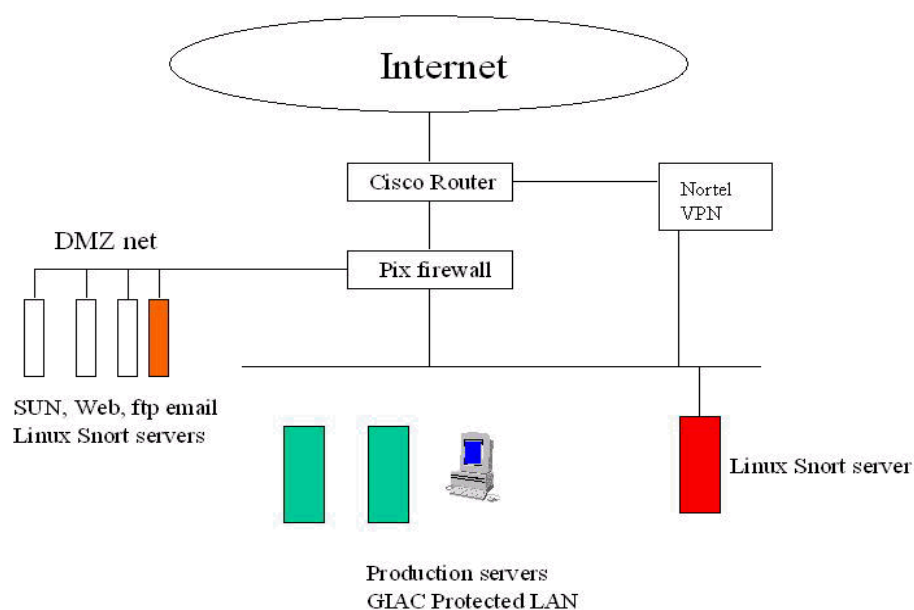 Internet
Cisco Router
Nortel
VPN
DMZ net
Pix firewall
SUN, Web, ftp email
Linux Snort servers
Linux Snort server
Production servers
GIAC Protected LAN